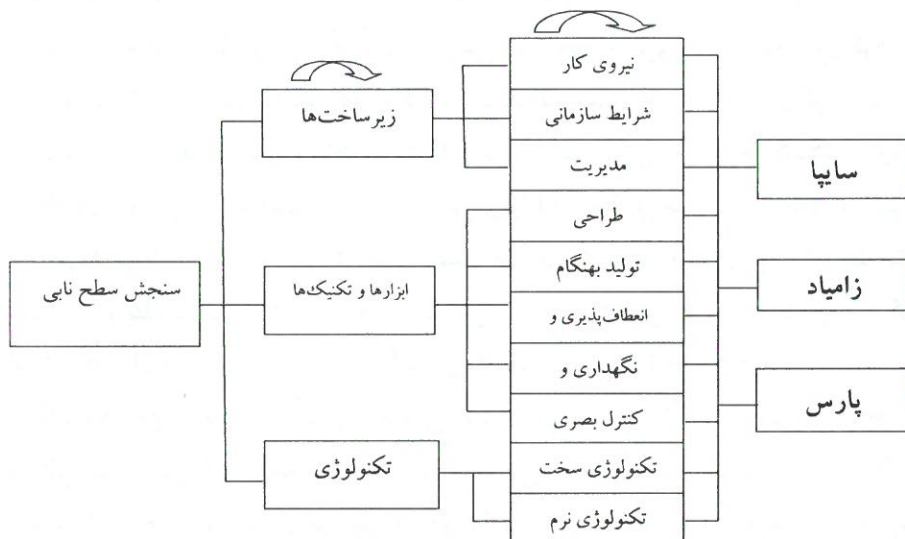 سنجش سطح نابی
زیرساخت‌ها
ابزارها و تکنیک‌ها
تکنولوژی
نیروی کار
شرایط سازمانی
مدیریت
طراحی
تولید بهنگام
انعطاف‌پذیری و
نگهداری و
کنترل بصری
تکنولوژی سخت
تکنولوژی نرم
سایپا
زامیاد
پارس